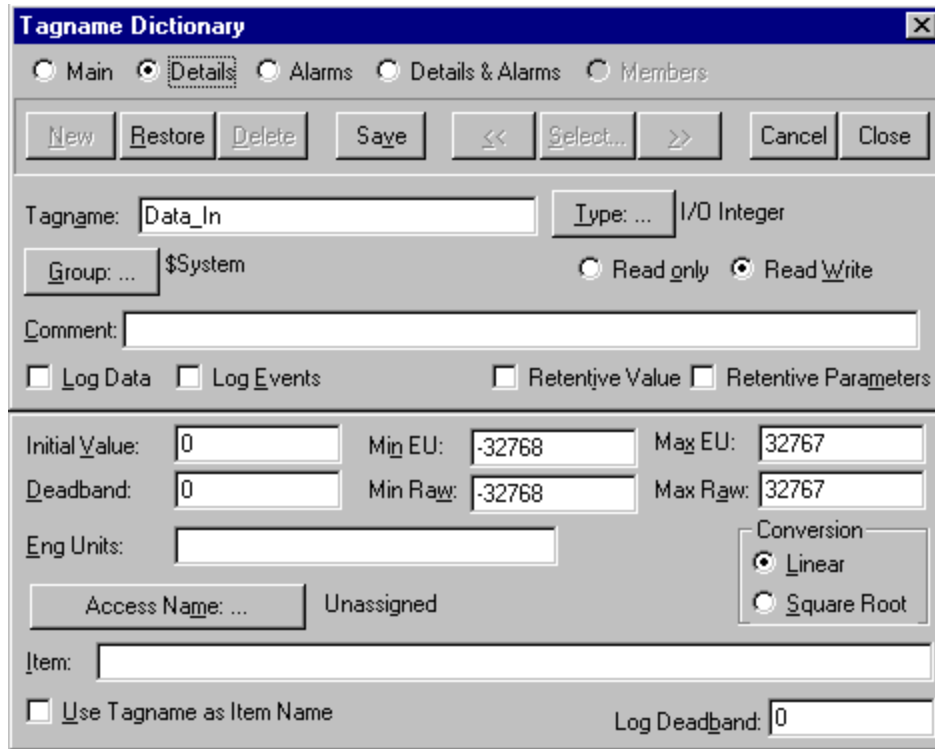 Tagname Dictionary
Main Details Alarms Details & Alarms Members
New Restore Delete Save << Select... >> Cancel Close
Tagname: Data_In Type: ... I/O Integer
Group: ... $System Read only Read Write
Comment:
Log Data Log Events Retentive Value Retentive Parameters
Initial Value: 0 Min EU: -32768 Max EU: 32767
Deadband: 0 Min Raw: -32768 Max Raw: 32767
Eng Units: Conversion
Linear
Access Name: ... Unassigned Square Root
Item:
Use Tagname as Item Name Log Deadband: 0